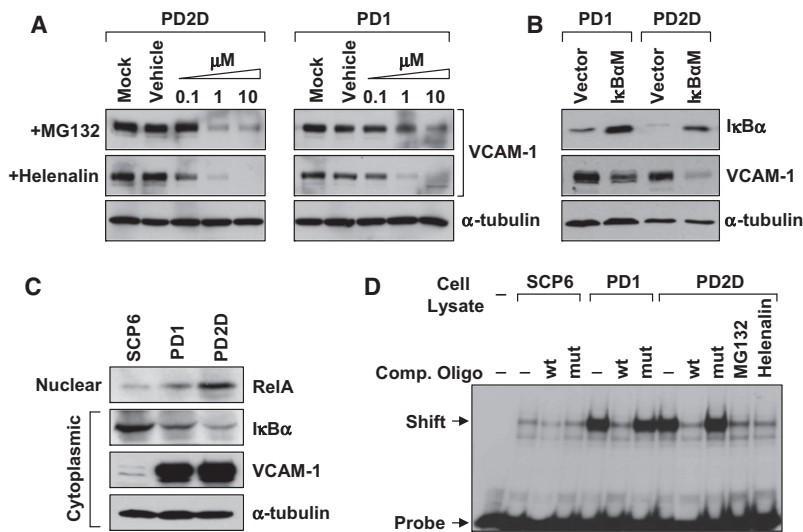 A
PD2D
PD1
Mock
Vehicle
μM
0.1 1 10
Mock
Vehicle
μM
0.1 1 10
+MG132
+Helenalin
VCAM-1
α-tubulin
B
PD1 PD2D
Vector
IκBαM
Vector
IκBαM
IκBα
VCAM-1
α-tubulin
C
SCP6
PD1
PD2D
Nuclear
RelA
Cytoplasmic
IκBα
VCAM-1
α-tubulin
D
Cell
Lysate
– SCP6 PD1 PD2D
Comp. Oligo – – wt mut – wt mut – wt mut MG132 Helenalin
Shift
Probe